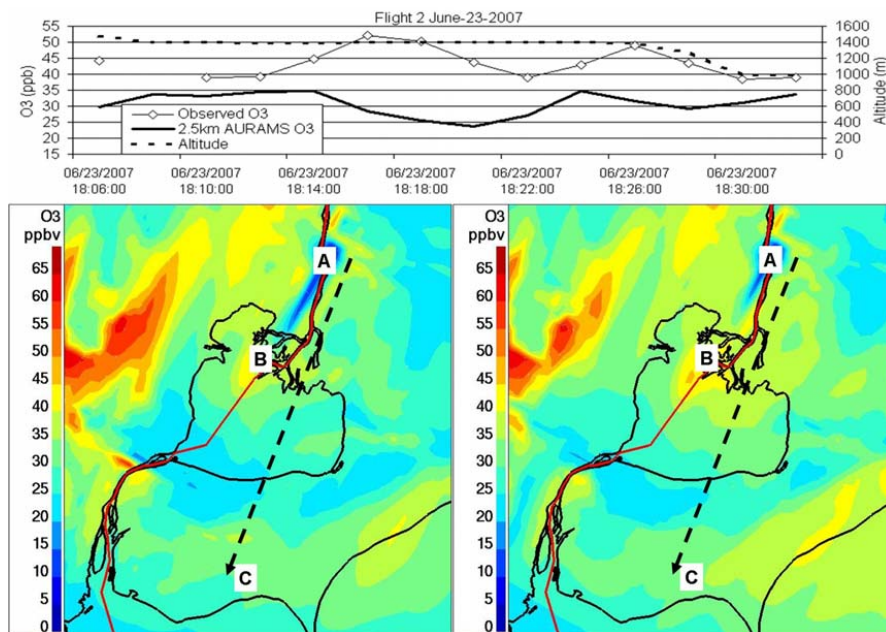 Flight 2 June-23-2007
O3 (ppb)
55
50
45
40
35
30
25
20
15
Observed O3
2.5km AURAMS O3
Altitude
1600
1400
1200
1000
800
600
400
200
0
Altitude (m)
06/23/2007 06/23/2007 06/23/2007 06/23/2007 06/23/2007 06/23/2007 06/23/2007
18:06:00 18:10:00 18:14:00 18:18:00 18:22:00 18:26:00 18:30:00
O3
ppbv
65
60
55
50
45
40
35
30
25
20
15
10
5
0
A
B
C
O3
ppbv
65
60
55
50
45
40
35
30
25
20
15
10
5
0
A
B
C